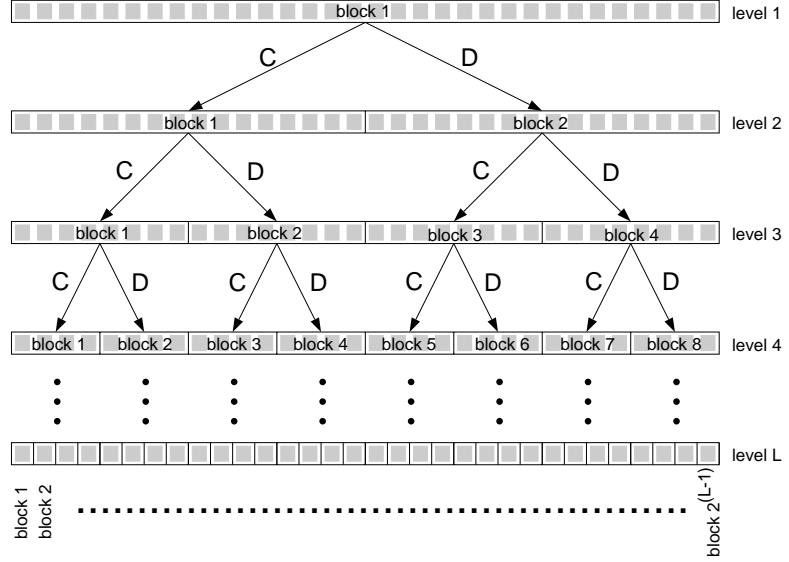 block 1 level 1
C D
block 1 block 2 level 2
C D C D
block 1 block 2 block 3 block 4 level 3
C D C D C D C D
block 1 block 2 block 3 block 4 block 5 block 6 block 7 block 8 level 4
level L
block 1
block 2
block 2^(L-1)